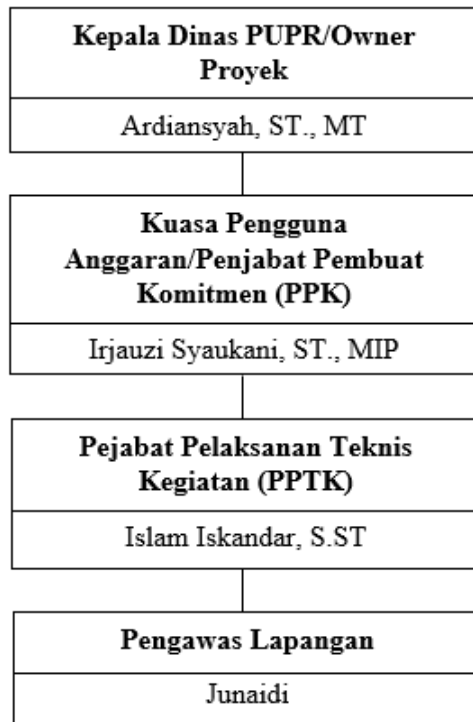 Kepala Dinas PUPR/Owner
Proyek
Ardiansyah, ST., MT
Kuasa Pengguna
Anggaran/Penjabat Pembuat
Komitmen (PPK)
Irjauzi Syaukani, ST., MIP
Pejabat Pelaksanan Teknis
Kegiatan (PPTK)
Islam Iskandar, S.ST
Pengawas Lapangan
Junaidi